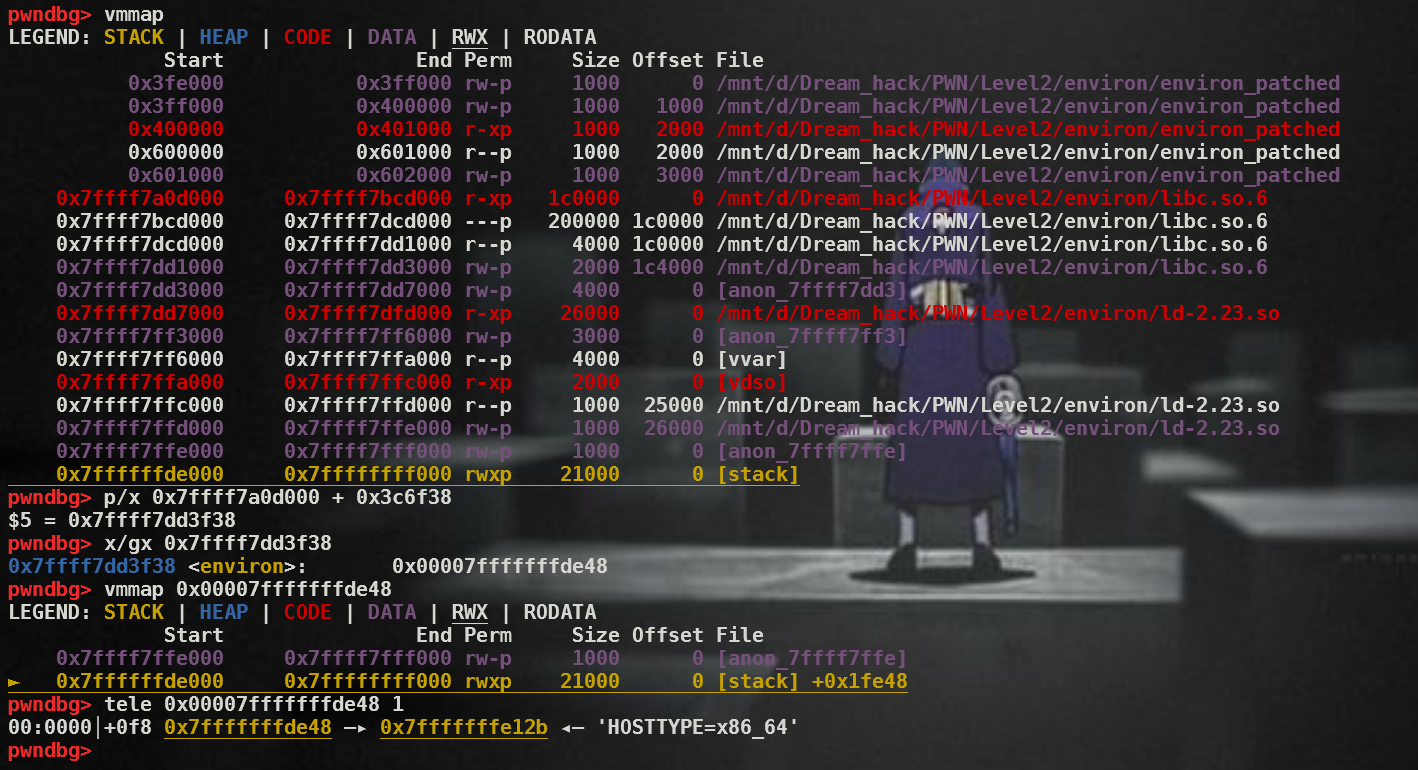 pwndbg> vmmap
LEGEND: STACK | HEAP | CODE | DATA | RWX | RODATA
Start End Perm Size Offset File
0x3fe000 0x3ff000 rw-p 1000 0 /mnt/d/Dream_hack/PWN/Level2/environ/environ_patched
0x3ff000 0x400000 rw-p 1000 1000 /mnt/d/Dream_hack/PWN/Level2/environ/environ_patched
0x400000 0x401000 r-xp 1000 2000 /mnt/d/Dream_hack/PWN/Level2/environ/environ_patched
0x600000 0x601000 r--p 1000 2000 /mnt/d/Dream_hack/PWN/Level2/environ/environ_patched
0x601000 0x602000 rw-p 1000 3000 /mnt/d/Dream_hack/PWN/Level2/environ/environ_patched
0x7ffff7a0d000 0x7ffff7bcd000 r-xp 1c0000 0 /mnt/d/Dream_hack/PWN/Level2/environ/libc.so.6
0x7ffff7bcd000 0x7ffff7dcd000 ---p 200000 1c0000 /mnt/d/Dream_hack/PWN/Level2/environ/libc.so.6
0x7ffff7dcd000 0x7ffff7dd1000 r--p 4000 1c0000 /mnt/d/Dream_hack/PWN/Level2/environ/libc.so.6
0x7ffff7dd1000 0x7ffff7dd3000 rw-p 2000 1c4000 /mnt/d/Dream_hack/PWN/Level2/environ/libc.so.6
0x7ffff7dd3000 0x7ffff7dd7000 rw-p 4000 0 [anon_7ffff7dd3]
0x7ffff7dd7000 0x7ffff7dfd000 r-xp 26000 0 /mnt/d/Dream_hack/PWN/Level2/environ/ld-2.23.so
0x7ffff7ff3000 0x7ffff7ff6000 rw-p 3000 0 [anon_7ffff7ff3]
0x7ffff7ff6000 0x7ffff7ffa000 r--p 4000 0 [vvar]
0x7ffff7ffa000 0x7ffff7ffc000 r-xp 2000 0 [vdso]
0x7ffff7ffc000 0x7ffff7ffd000 r--p 1000 25000 /mnt/d/Dream_hack/PWN/Level2/environ/ld-2.23.so
0x7ffff7ffd000 0x7ffff7ffe000 rw-p 1000 26000 /mnt/d/Dream_hack/PWN/Level2/environ/ld-2.23.so
0x7ffff7ffe000 0x7ffff7fff000 rw-p 1000 0 [anon_7ffff7ffe]
0x7ffffffde000 0x7ffffffff000 rwxp 21000 0 [stack]
pwndbg> p/x 0x7ffff7a0d000 + 0x3c6f38
$5 = 0x7ffff7dd3f38
pwndbg> x/gx 0x7ffff7dd3f38
0x7ffff7dd3f38 <environ>: 0x00007fffffffde48
pwndbg> vmmap 0x00007fffffffde48
LEGEND: STACK | HEAP | CODE | DATA | RWX | RODATA
Start End Perm Size Offset File
0x7ffff7ffe000 0x7ffff7fff000 rw-p 1000 0 [anon_7ffff7ffe]
► 0x7ffffffde000 0x7ffffffff000 rwxp 21000 0 [stack] +0x1fe48
pwndbg> tele 0x00007fffffffde48 1
00:0000│+0f8 0x7fffffffde48 —▸ 0x7fffffffe12b ◂— 'HOSTTYPE=x86_64'
pwndbg>